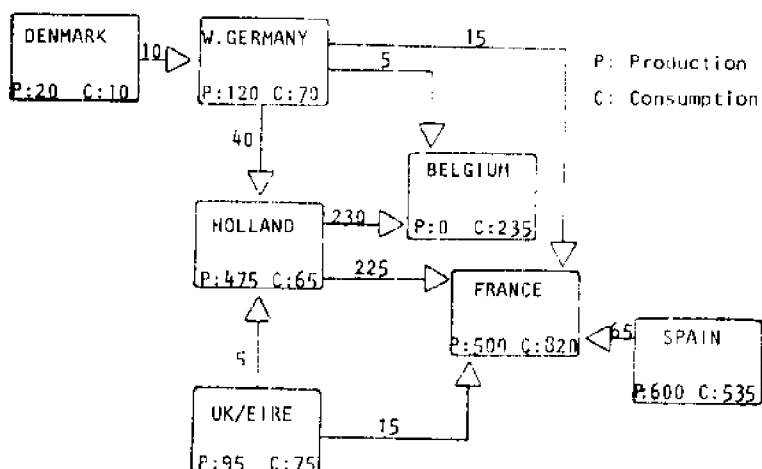 DENMARK
P:20 C:10
10
W.GERMANY
P:120 C:70
15
5
P: Production
C: Consumption
40
BELGIUM
P:0 C:235
HOLLAND
P:475 C:65
230
225
FRANCE
P:500 C:820
65
SPAIN
P:600 C:535
5
UK/EIRE
P:95 C:75
15